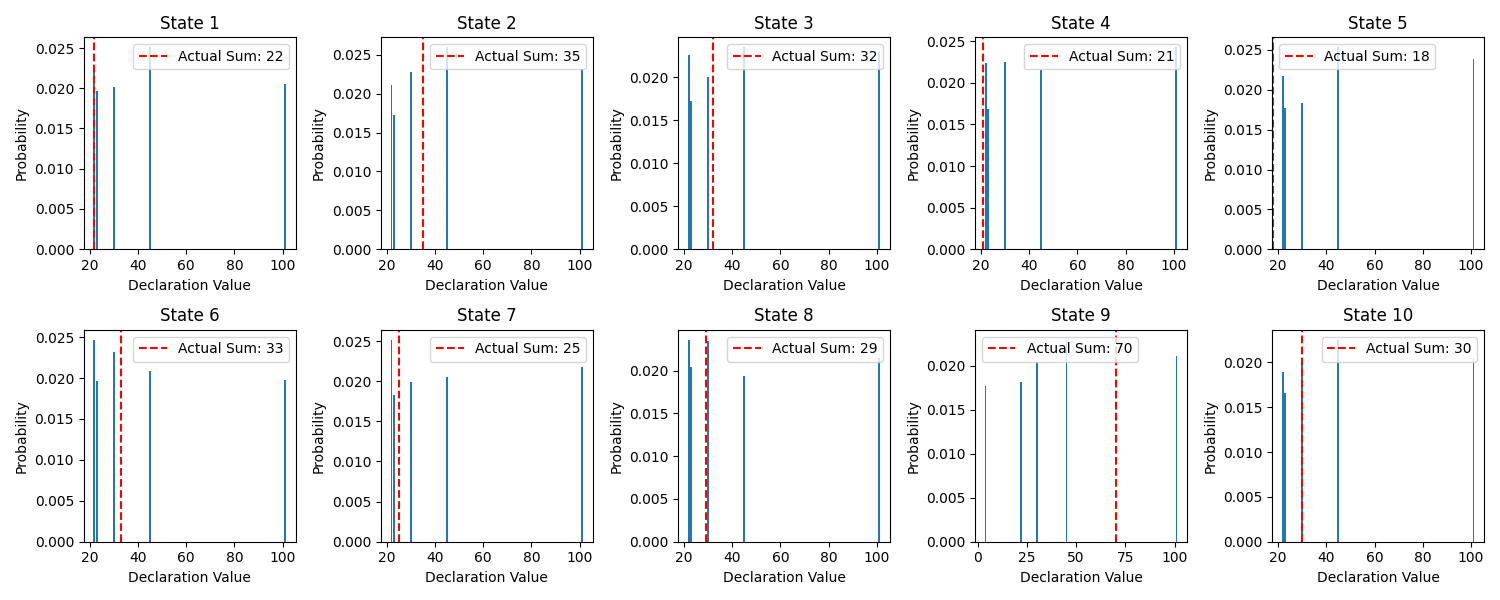 State 1
State 2
State 3
State 4
State 5
Actual Sum: 22
Actual Sum: 35
Actual Sum: 32
Actual Sum: 21
Actual Sum: 18
Probability
0.025
0.020
0.015
0.010
0.005
0.000
20 40 60 80 100
Declaration Value
Probability
0.025
0.020
0.015
0.010
0.005
0.000
20 40 60 80 100
Declaration Value
Probability
0.020
0.015
0.010
0.005
0.000
20 40 60 80 100
Declaration Value
Probability
0.025
0.020
0.015
0.010
0.005
0.000
20 40 60 80 100
Declaration Value
Probability
0.025
0.020
0.015
0.010
0.005
0.000
20 40 60 80 100
Declaration Value
State 6
State 7
State 8
State 9
State 10
Actual Sum: 33
Actual Sum: 25
Actual Sum: 29
Actual Sum: 70
Actual Sum: 30
Probability
0.025
0.020
0.015
0.010
0.005
0.000
20 40 60 80 100
Declaration Value
Probability
0.025
0.020
0.015
0.010
0.005
0.000
20 40 60 80 100
Declaration Value
Probability
0.020
0.015
0.010
0.005
0.000
20 40 60 80 100
Declaration Value
Probability
0.020
0.015
0.010
0.005
0.000
0 25 50 75 100
Declaration Value
Probability
0.020
0.015
0.010
0.005
0.000
20 40 60 80 100
Declaration Value